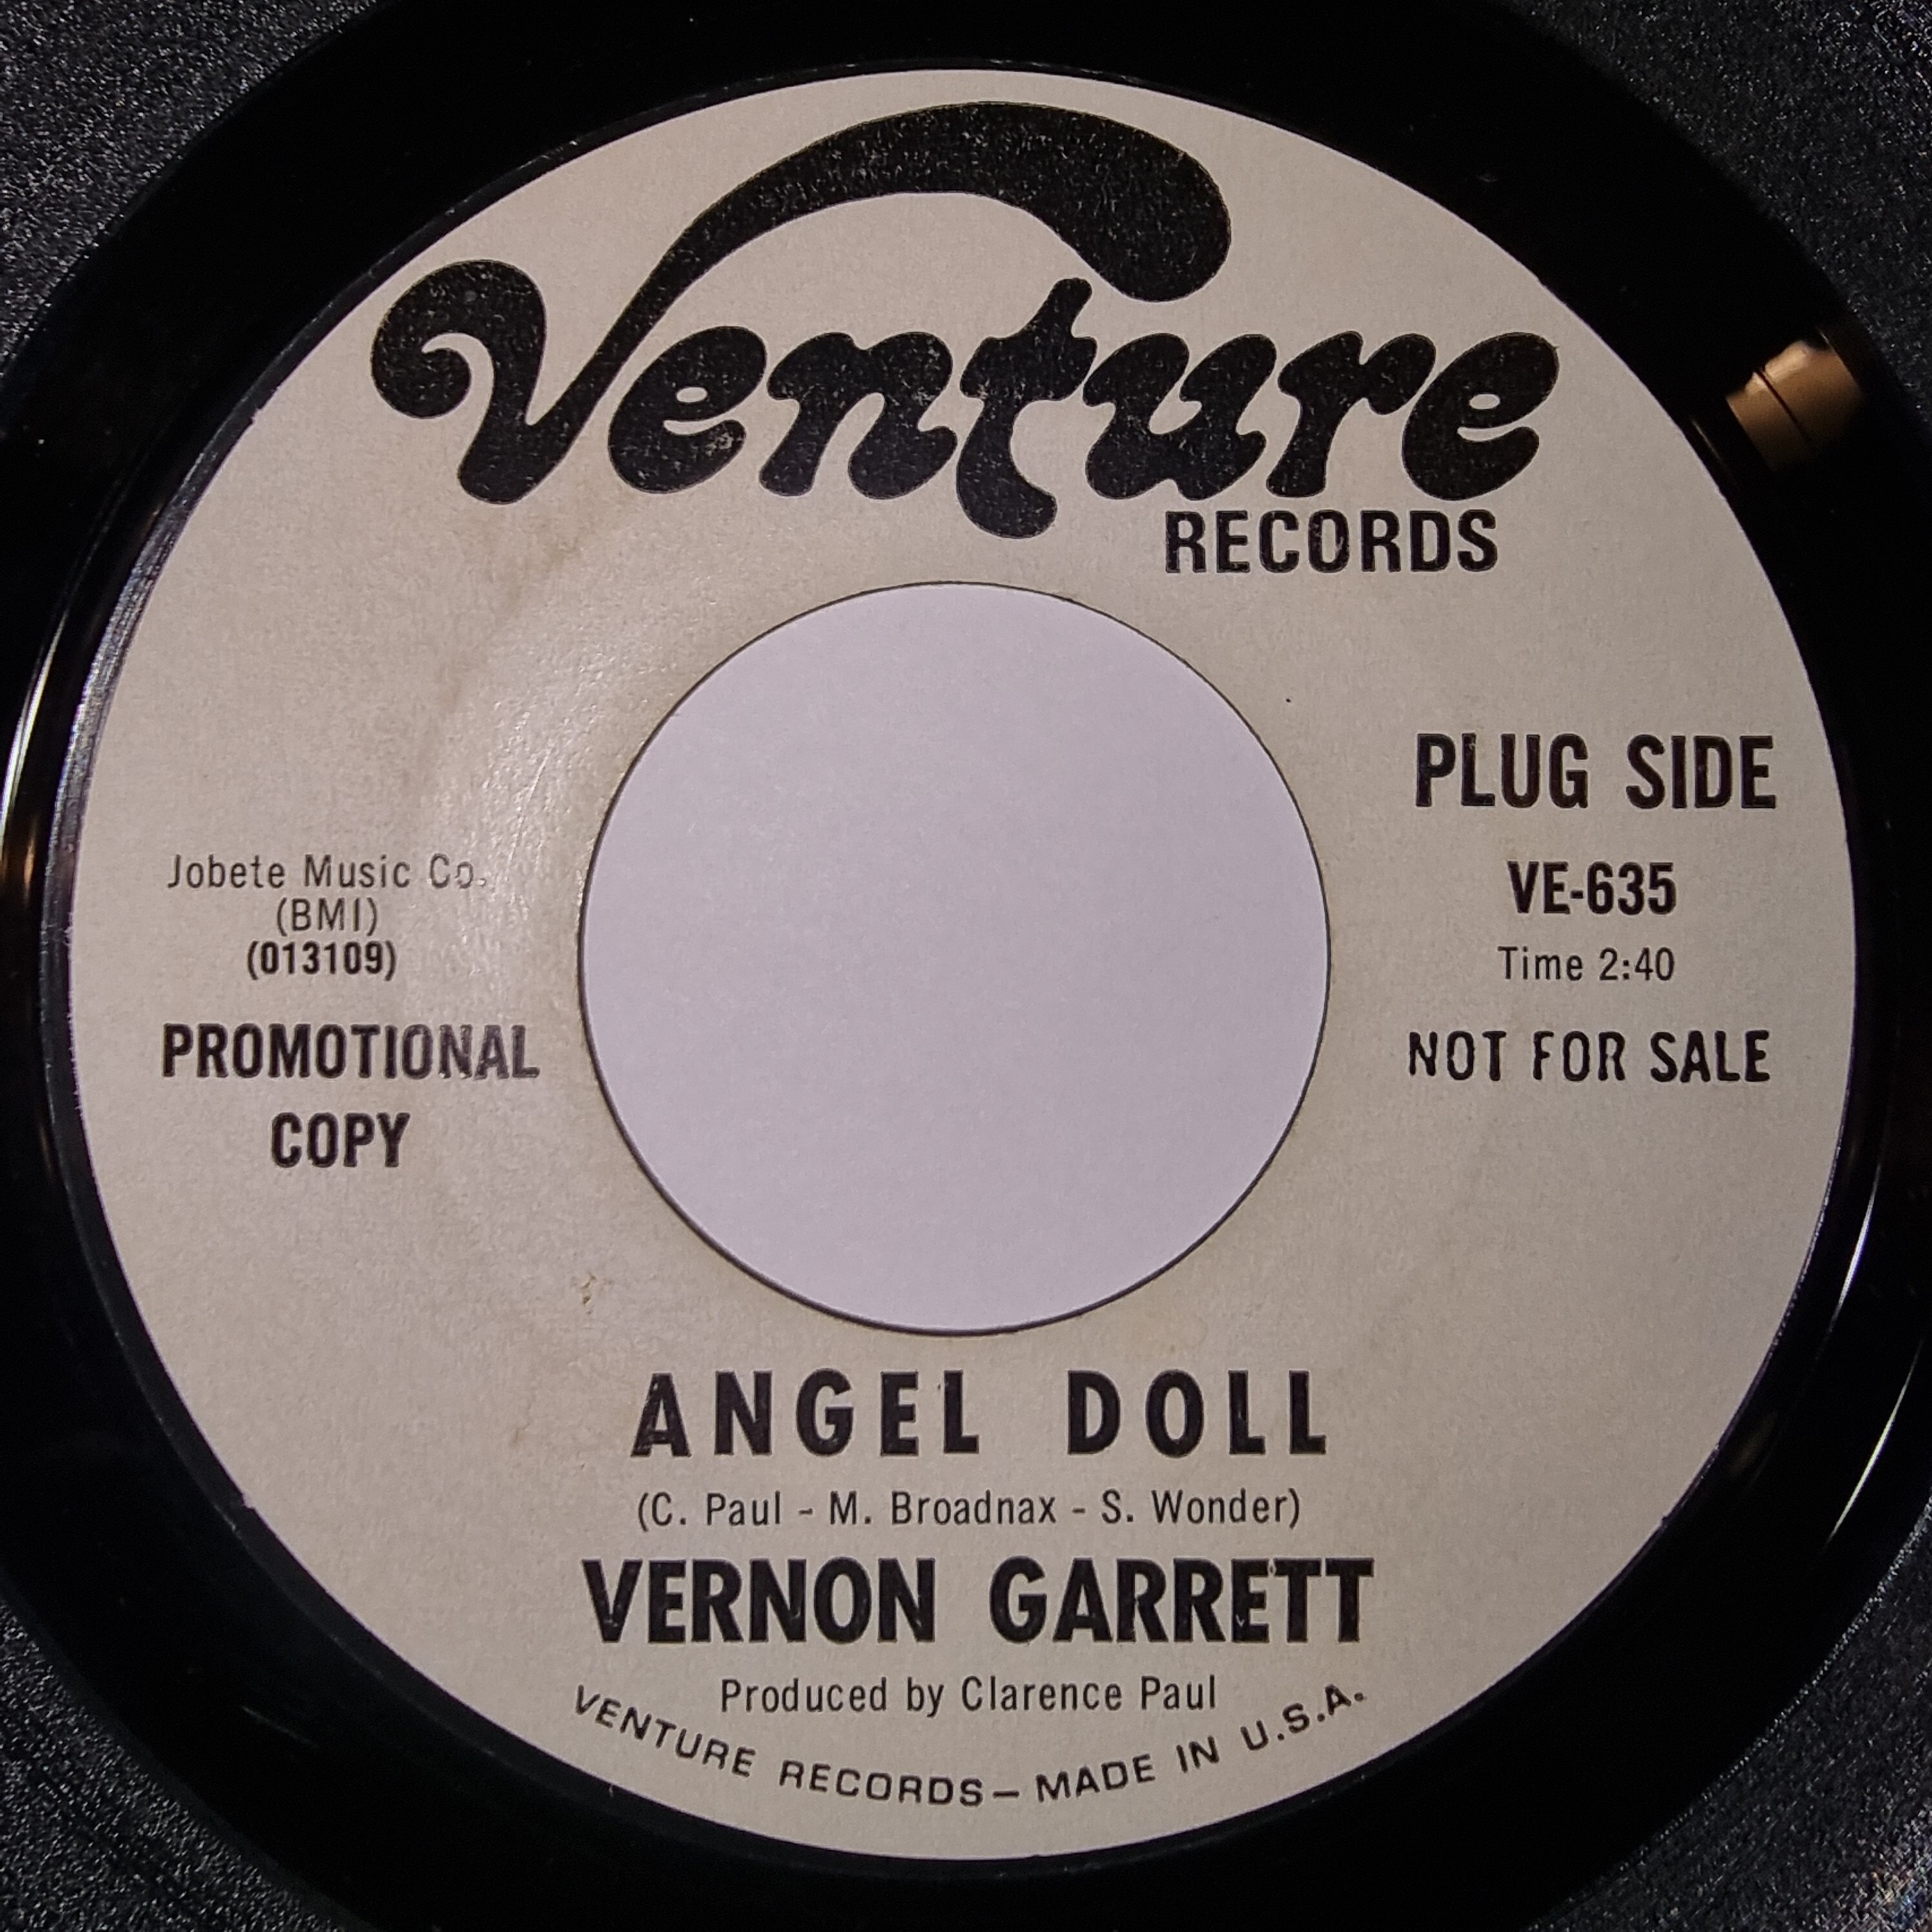 Venture
RECORDS
PLUG SIDE
VE-635
Time 2:40
NOT FOR SALE
Jobete Music Co.
(BMI)
(013109)
PROMOTIONAL
COPY
ANGEL DOLL
(C. Paul - M. Broadnax - S. Wonder)
VERNON GARRETT
Produced by Clarence Paul
VENTURE RECORDS — MADE IN U.S.A.